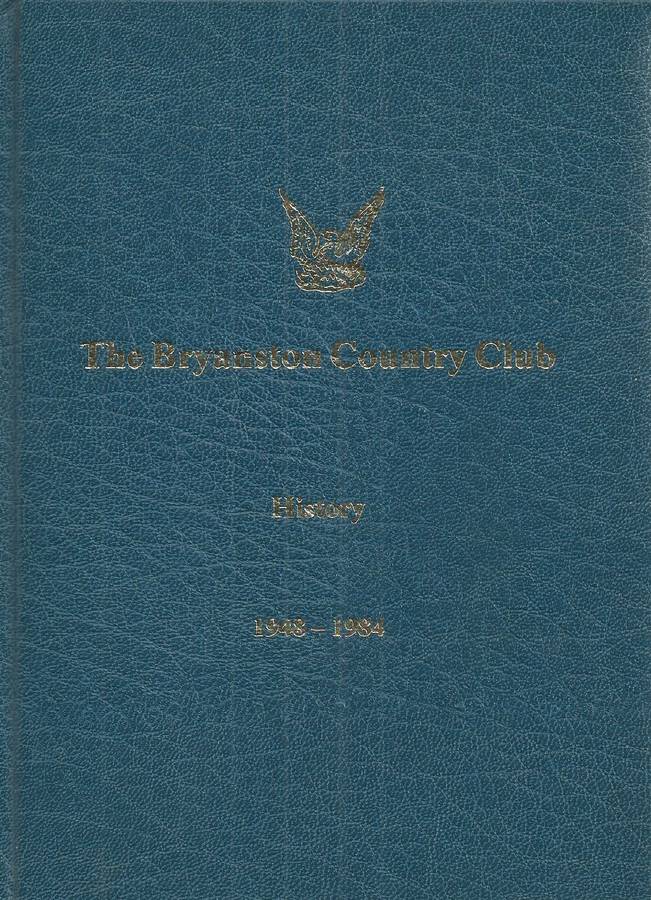 The Bryanston Country Club
History
1948 – 1984